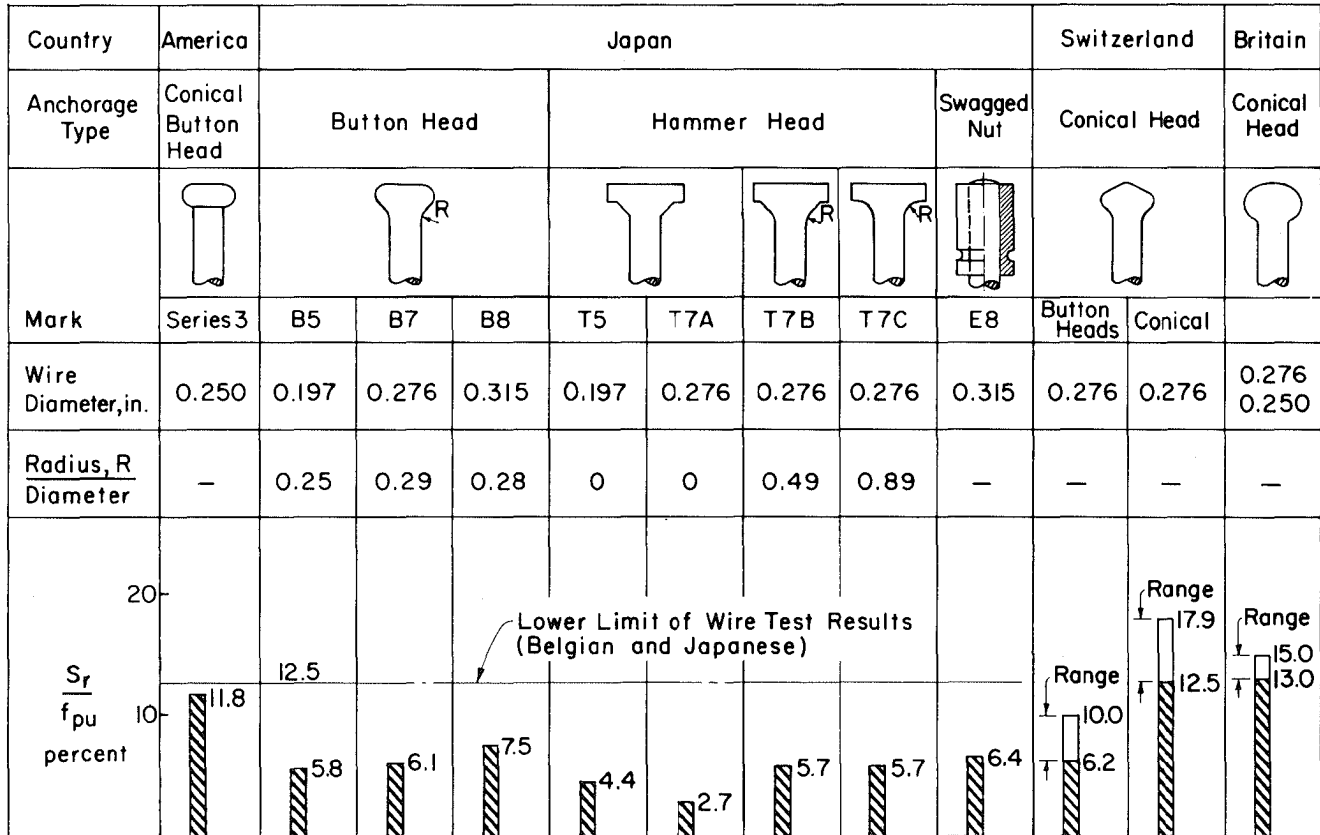 Country America Japan Switzerland Britain
Anchorage Type Conical Button Head Button Head Hammer Head Swagged Nut Conical Head Conical Head
R R R
Mark Series 3 B5 B7 B8 T5 T7A T7B T7C E8 Button Heads Conical
Wire Diameter, in. 0.250 0.197 0.276 0.315 0.197 0.276 0.276 0.276 0.315 0.276 0.276 0.276 0.250
Radius, R
Diameter – 0.25 0.29 0.28 0 0 0.49 0.89 – – – –
20
10
Sr
fpu
percent
Lower Limit of Wire Test Results
(Belgian and Japanese)
12.5
11.8
5.8
6.1
7.5
4.4
2.7
5.7
5.7
6.4
Range
10.0
6.2
Range
17.9
12.5
Range
15.0
13.0